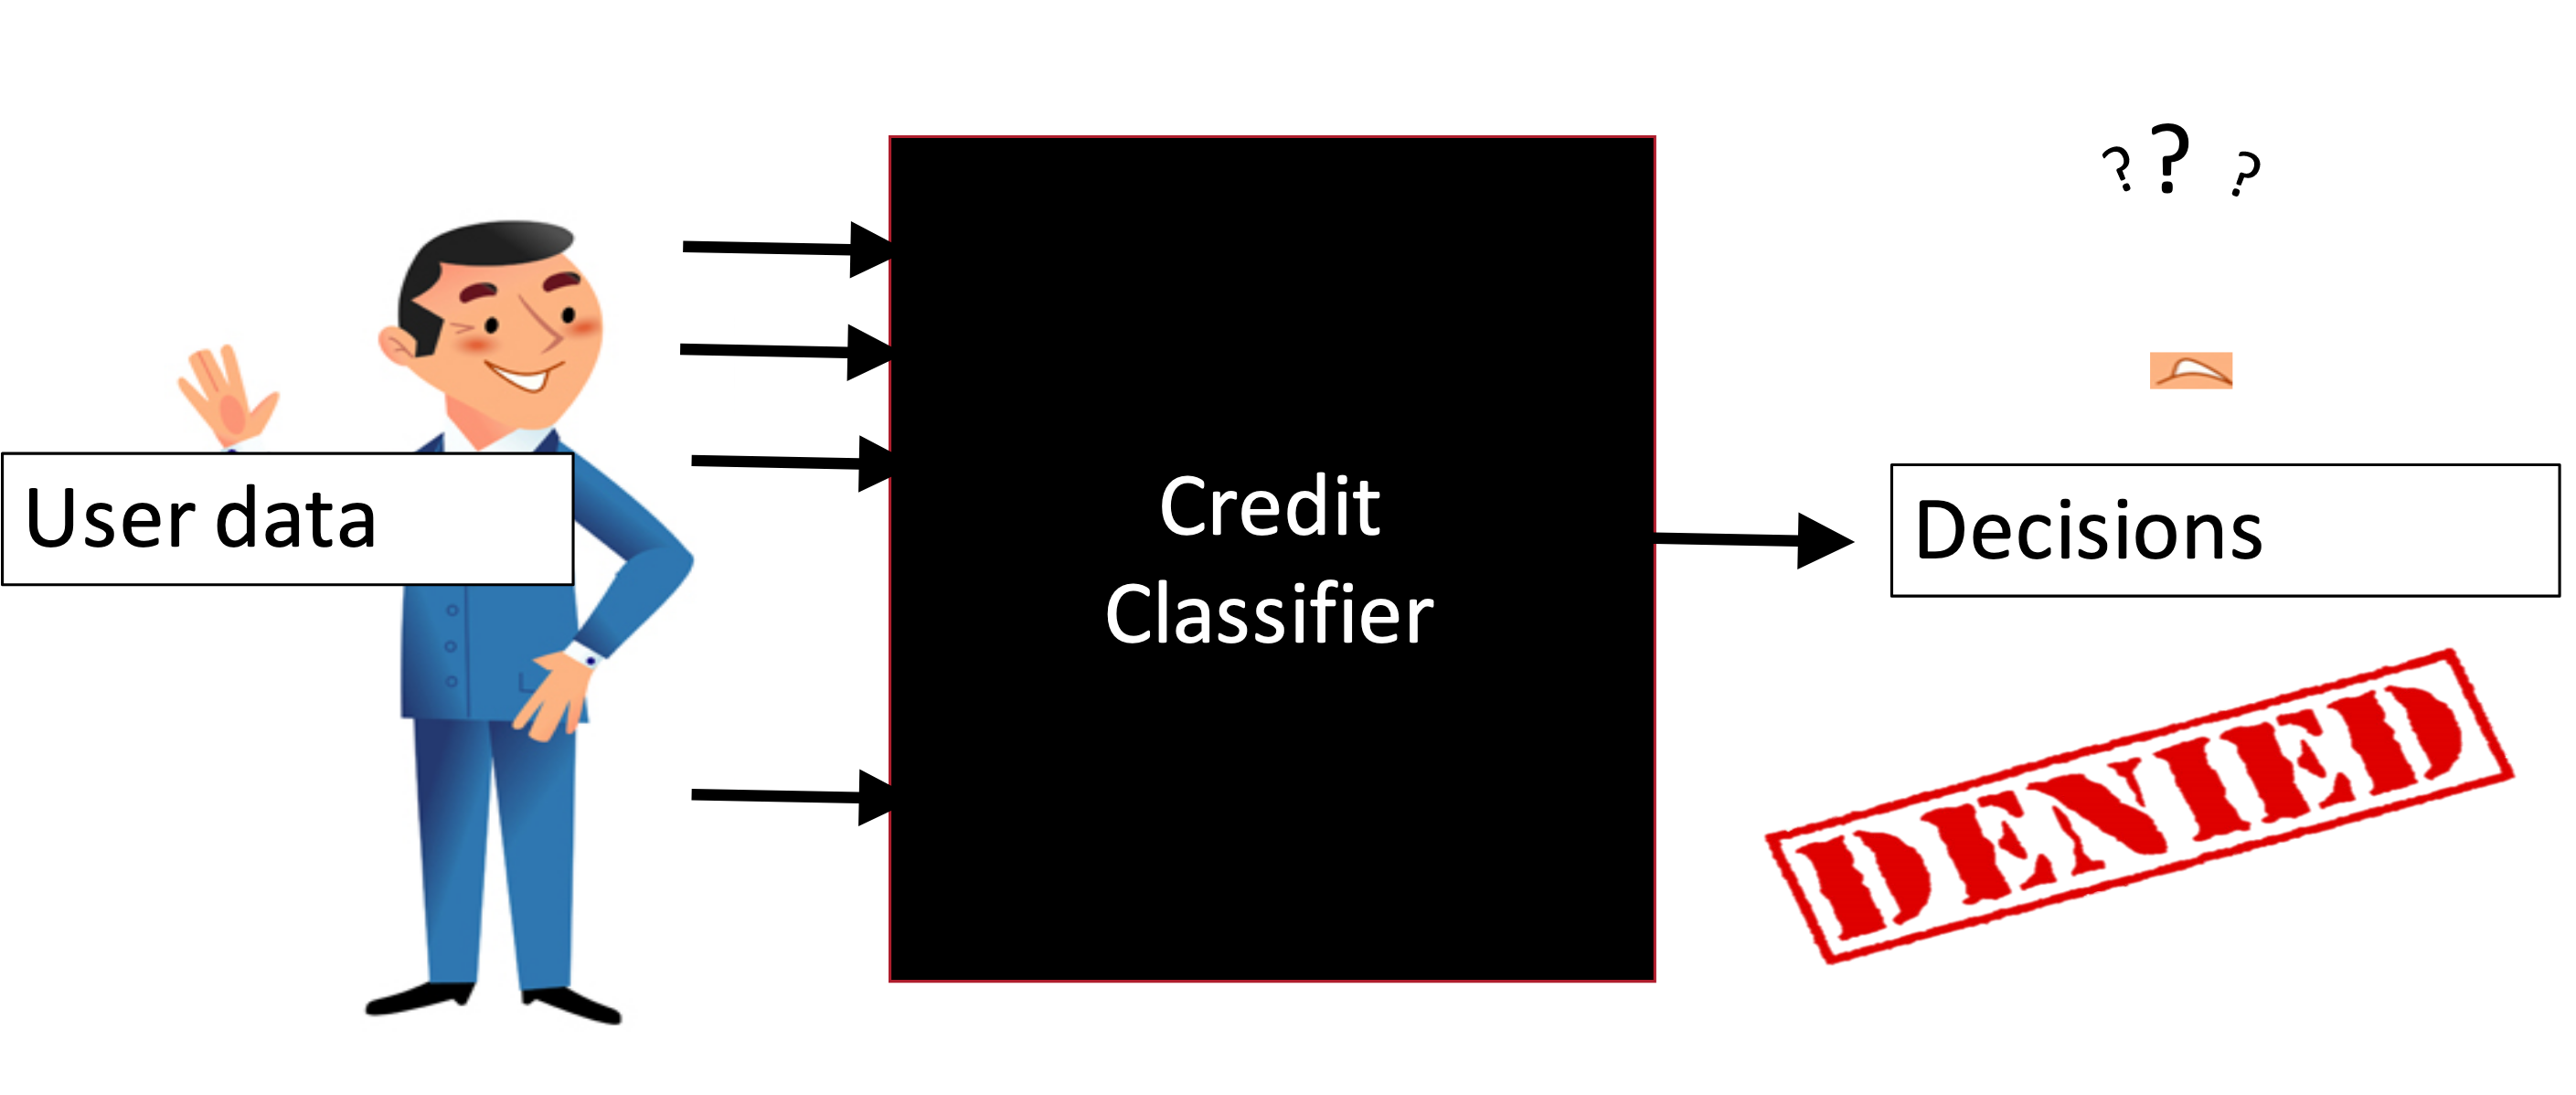 ? ? ?
User data
Credit
Classifier
Decisions
DENIED